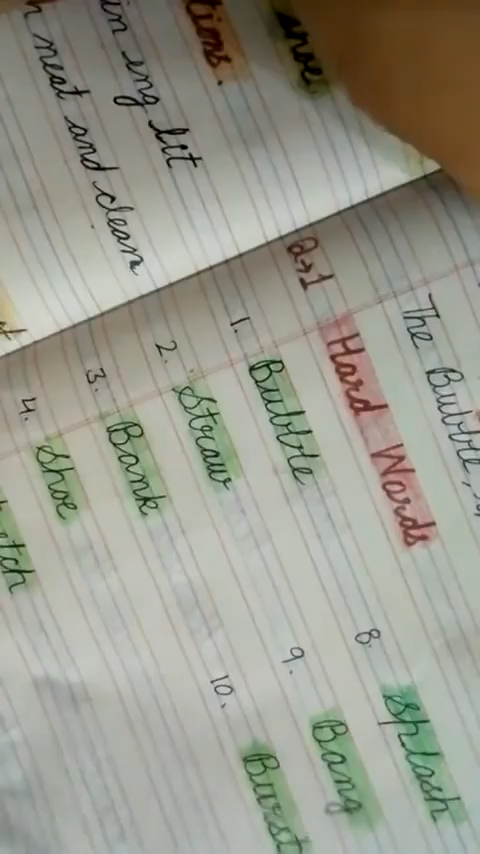 shoe
tions.
in eng lit
neat and clean
The Bubble,
Q→1 Hard Words
1. Bubble
2. Straw
3. Bank
4. Shoe
8. Splash
9. Bang
10. Burst